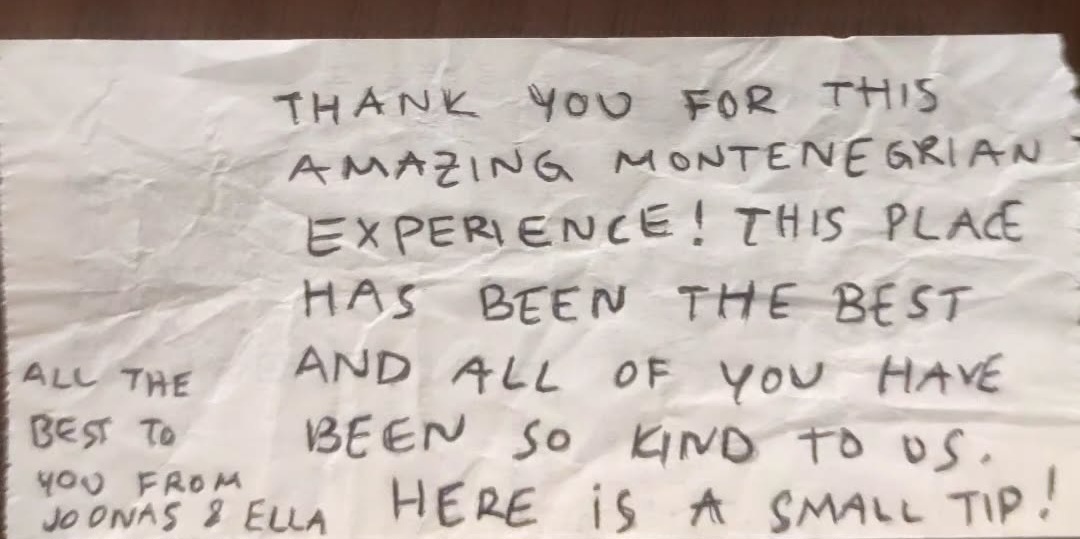 THANK YOU FOR THIS
AMAZING MONTENEGRIAN
EXPERIENCE! THIS PLACE
HAS BEEN THE BEST
AND ALL OF YOU HAVE
BEEN SO KIND TO US.
HERE iS A SMALL TIP!
ALL THE
BEST TO
YOU FROM
JOONAS & ELLA